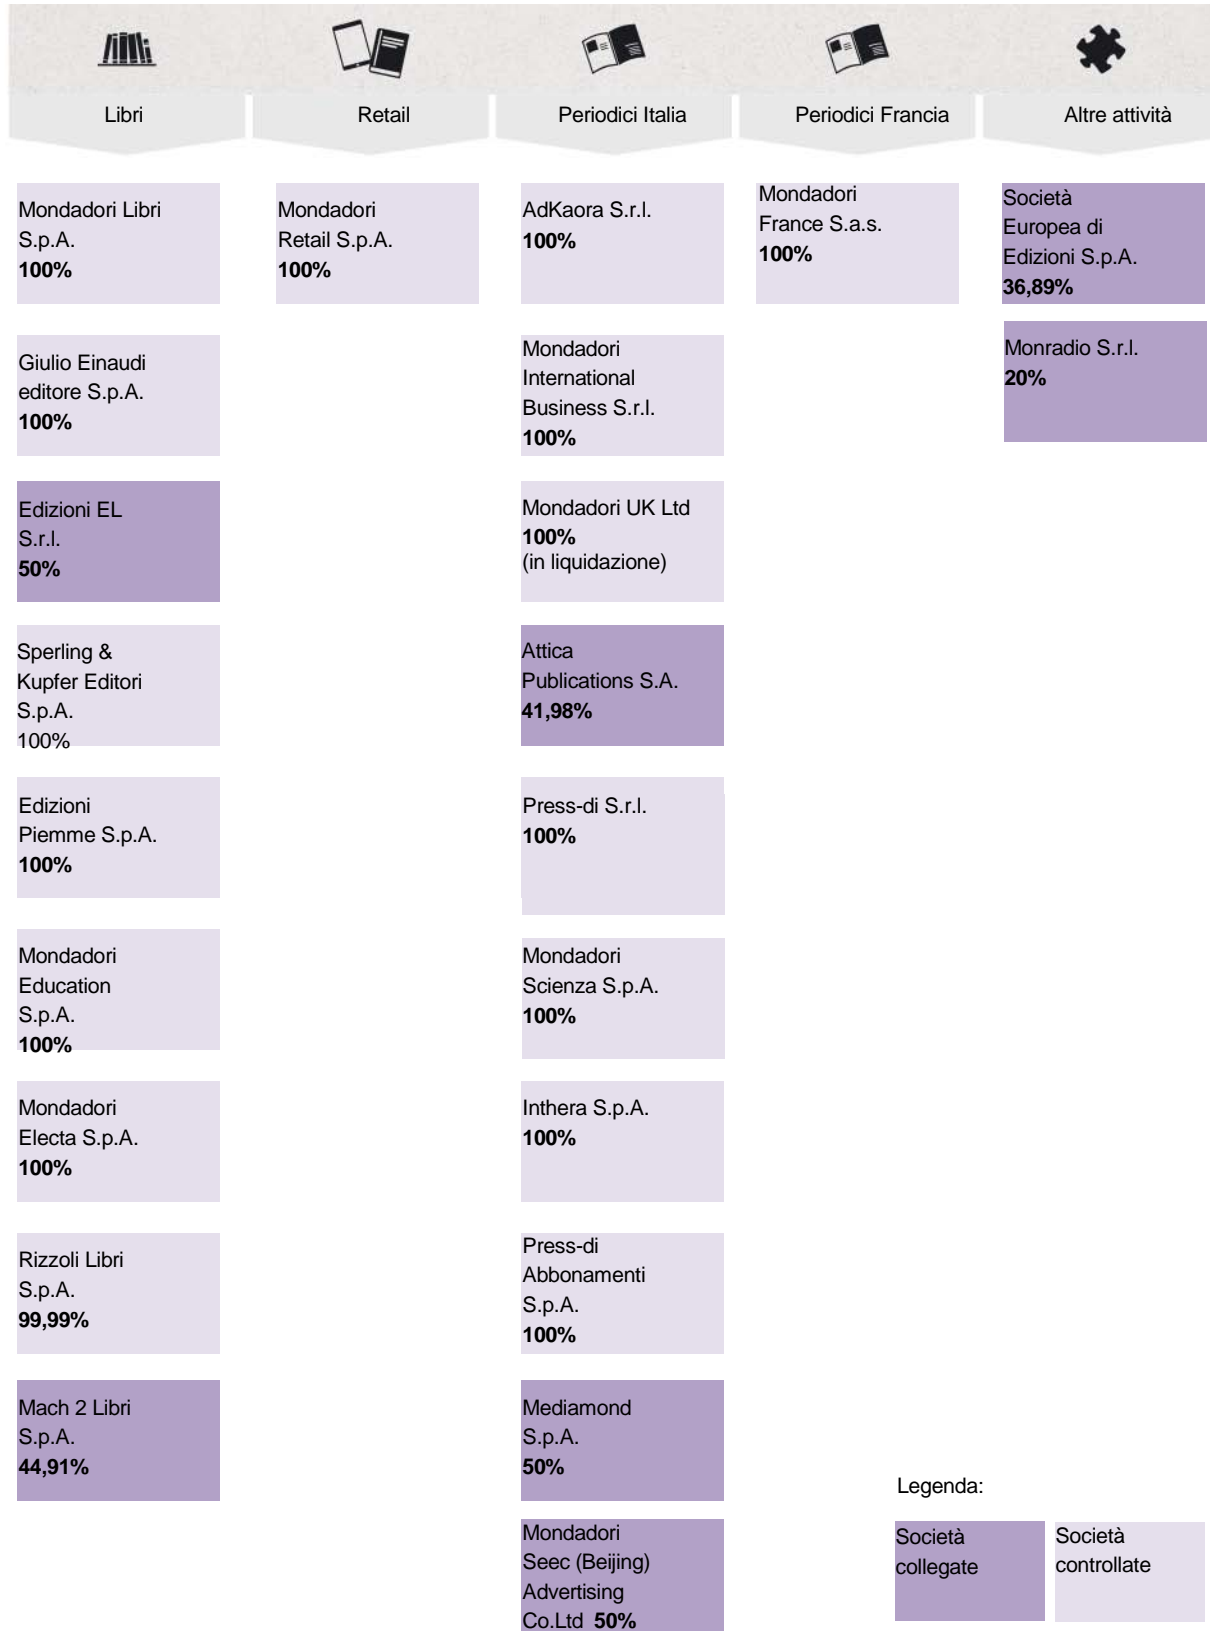 Libri
Retail
Periodici Italia
Periodici Francia
Altre attività
Mondadori Libri
S.p.A.
100%
Giulio Einaudi
editore S.p.A.
100%
Edizioni EL
S.r.l.
50%
Sperling &
Kupfer Editori
S.p.A.
100%
Edizioni
Piemme S.p.A.
100%
Mondadori
Education
S.p.A.
100%
Mondadori
Electa S.p.A.
100%
Rizzoli Libri
S.p.A.
99,99%
Mach 2 Libri
S.p.A.
44,91%
Mondadori
Retail S.p.A.
100%
AdKaora S.r.l.
100%
Mondadori
International
Business S.r.l.
100%
Mondadori UK Ltd
100%
(in liquidazione)
Attica
Publications S.A.
41,98%
Press-di S.r.l.
100%
Mondadori
Scienza S.p.A.
100%
Inthera S.p.A.
100%
Press-di
Abbonamenti
S.p.A.
100%
Mediamond
S.p.A.
50%
Mondadori
Seec (Beijing)
Advertising
Co.Ltd 50%
Mondadori
France S.a.s.
100%
Società
Europea di
Edizioni S.p.A.
36,89%
Monradio S.r.l.
20%
Legenda:
Società
collegate
Società
controllate